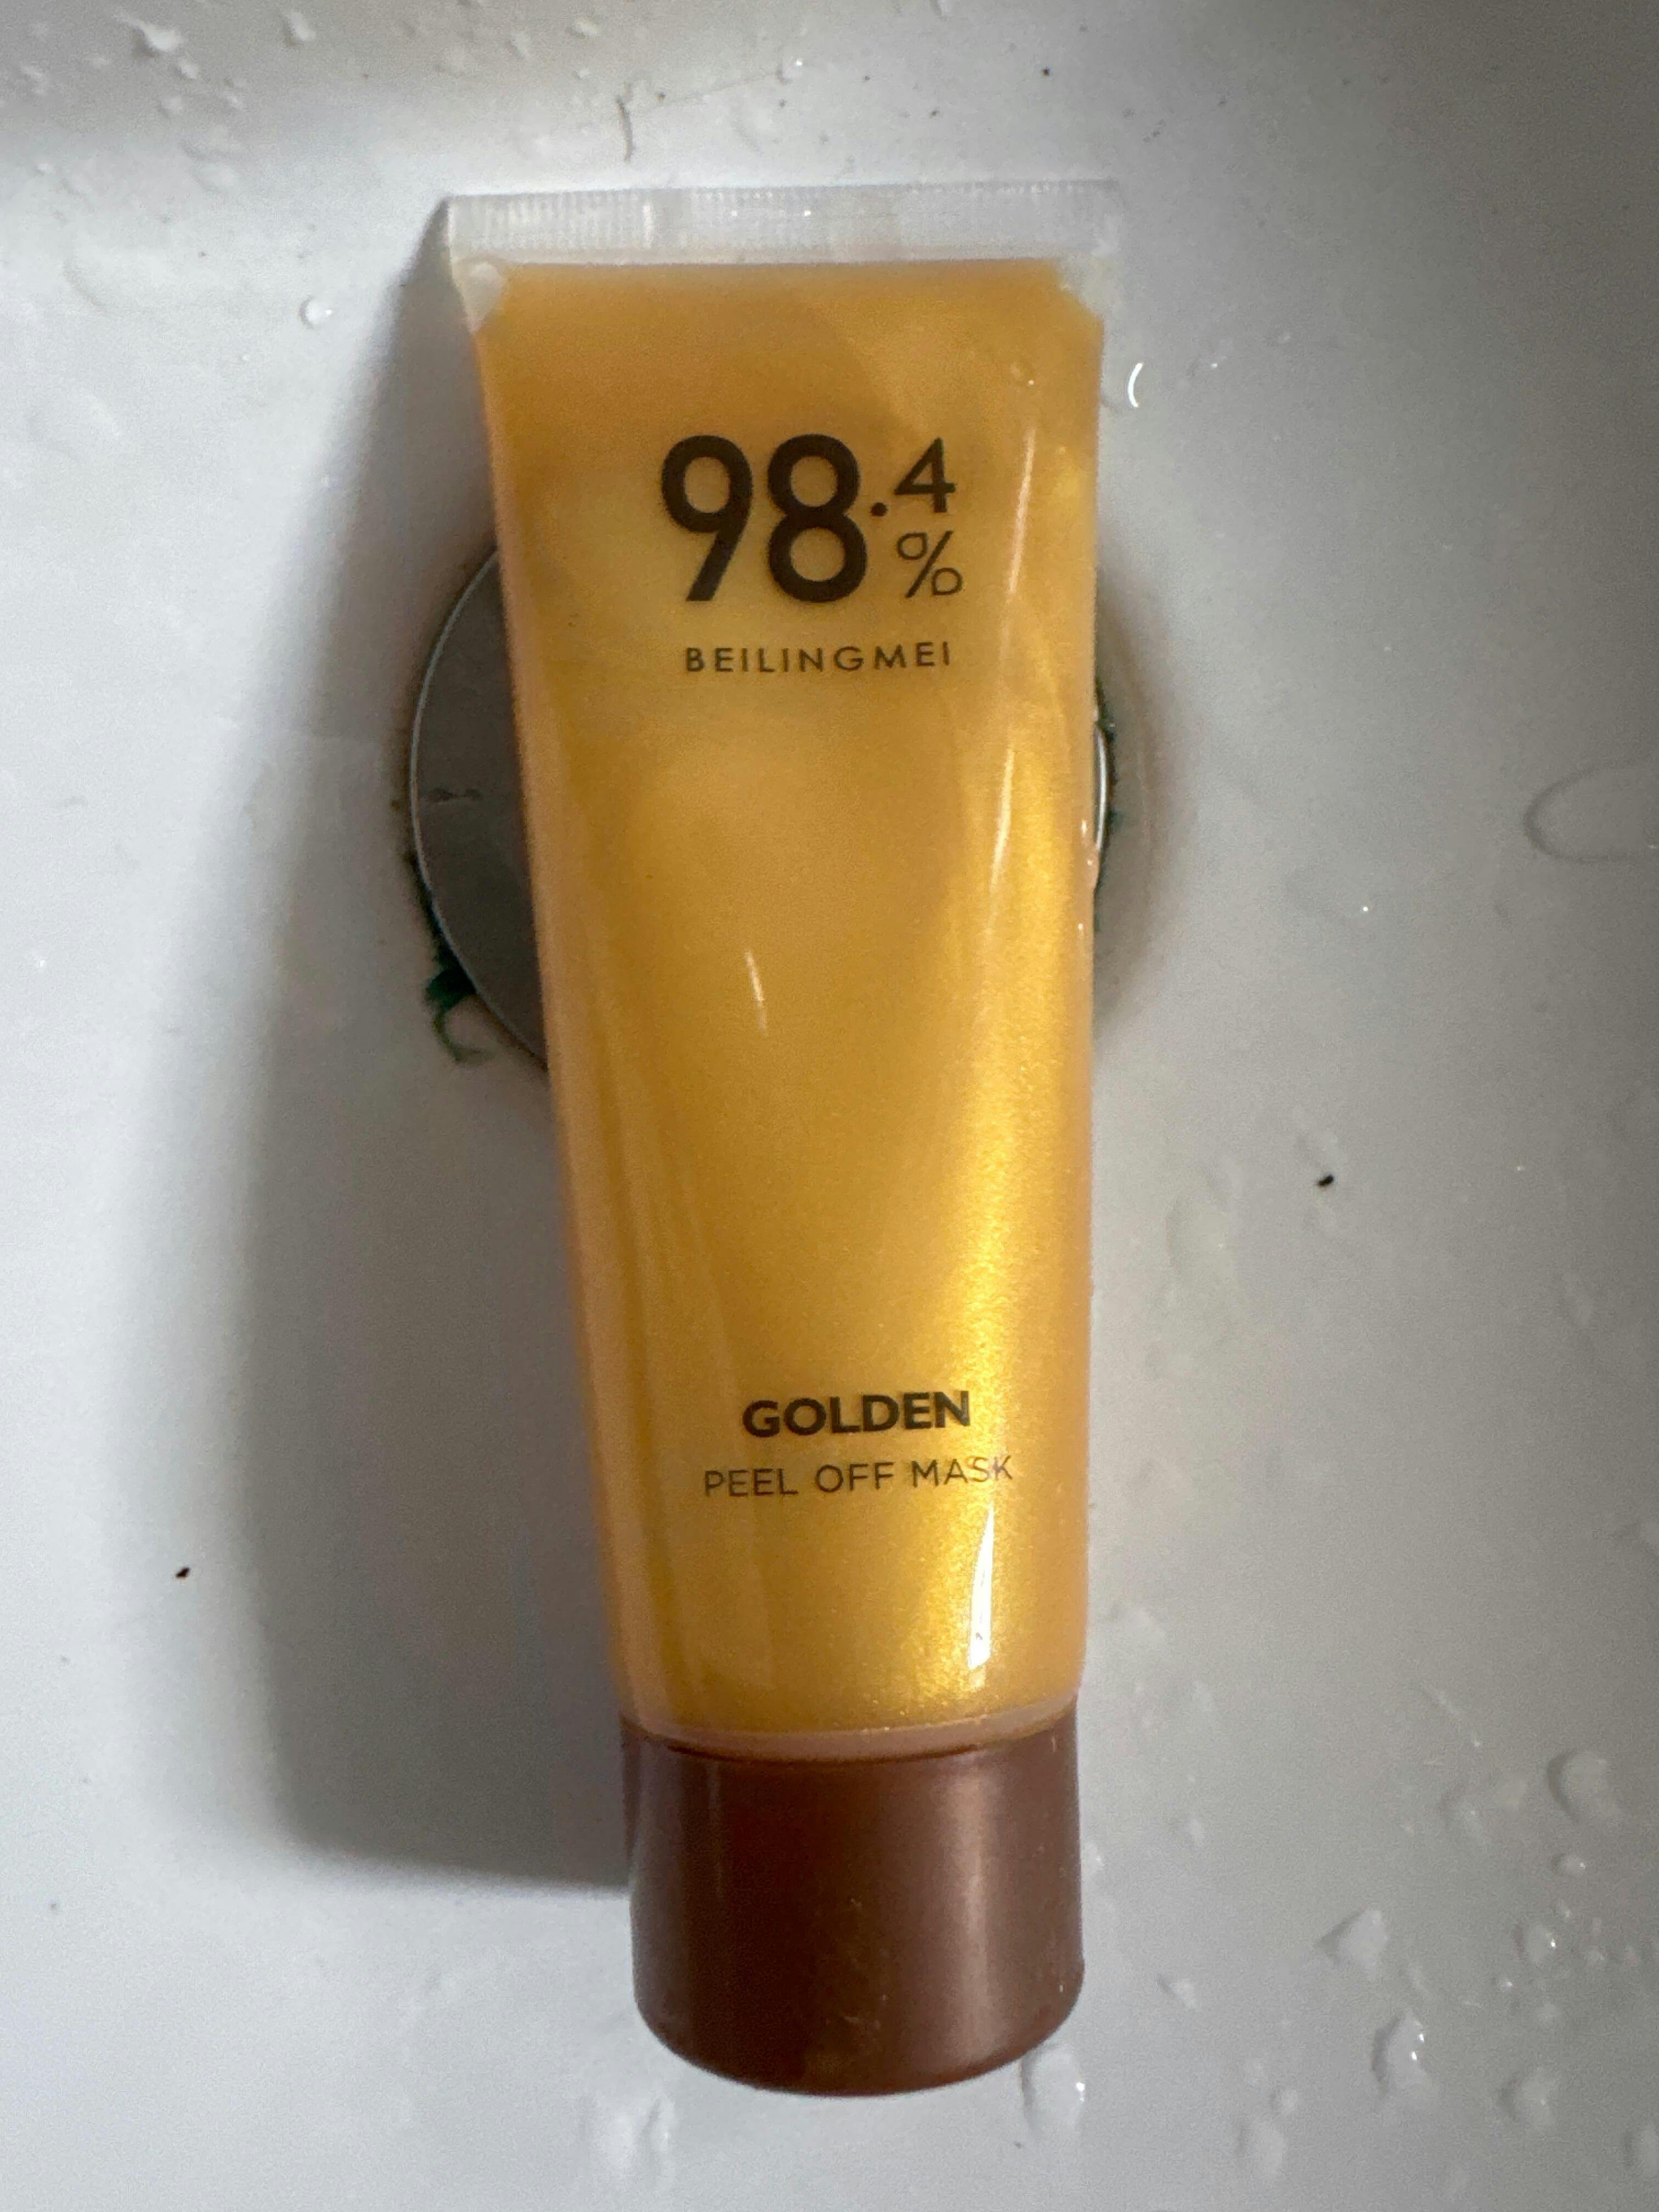 98.4%
BEILINGMEI
GOLDEN
PEEL OFF MASK